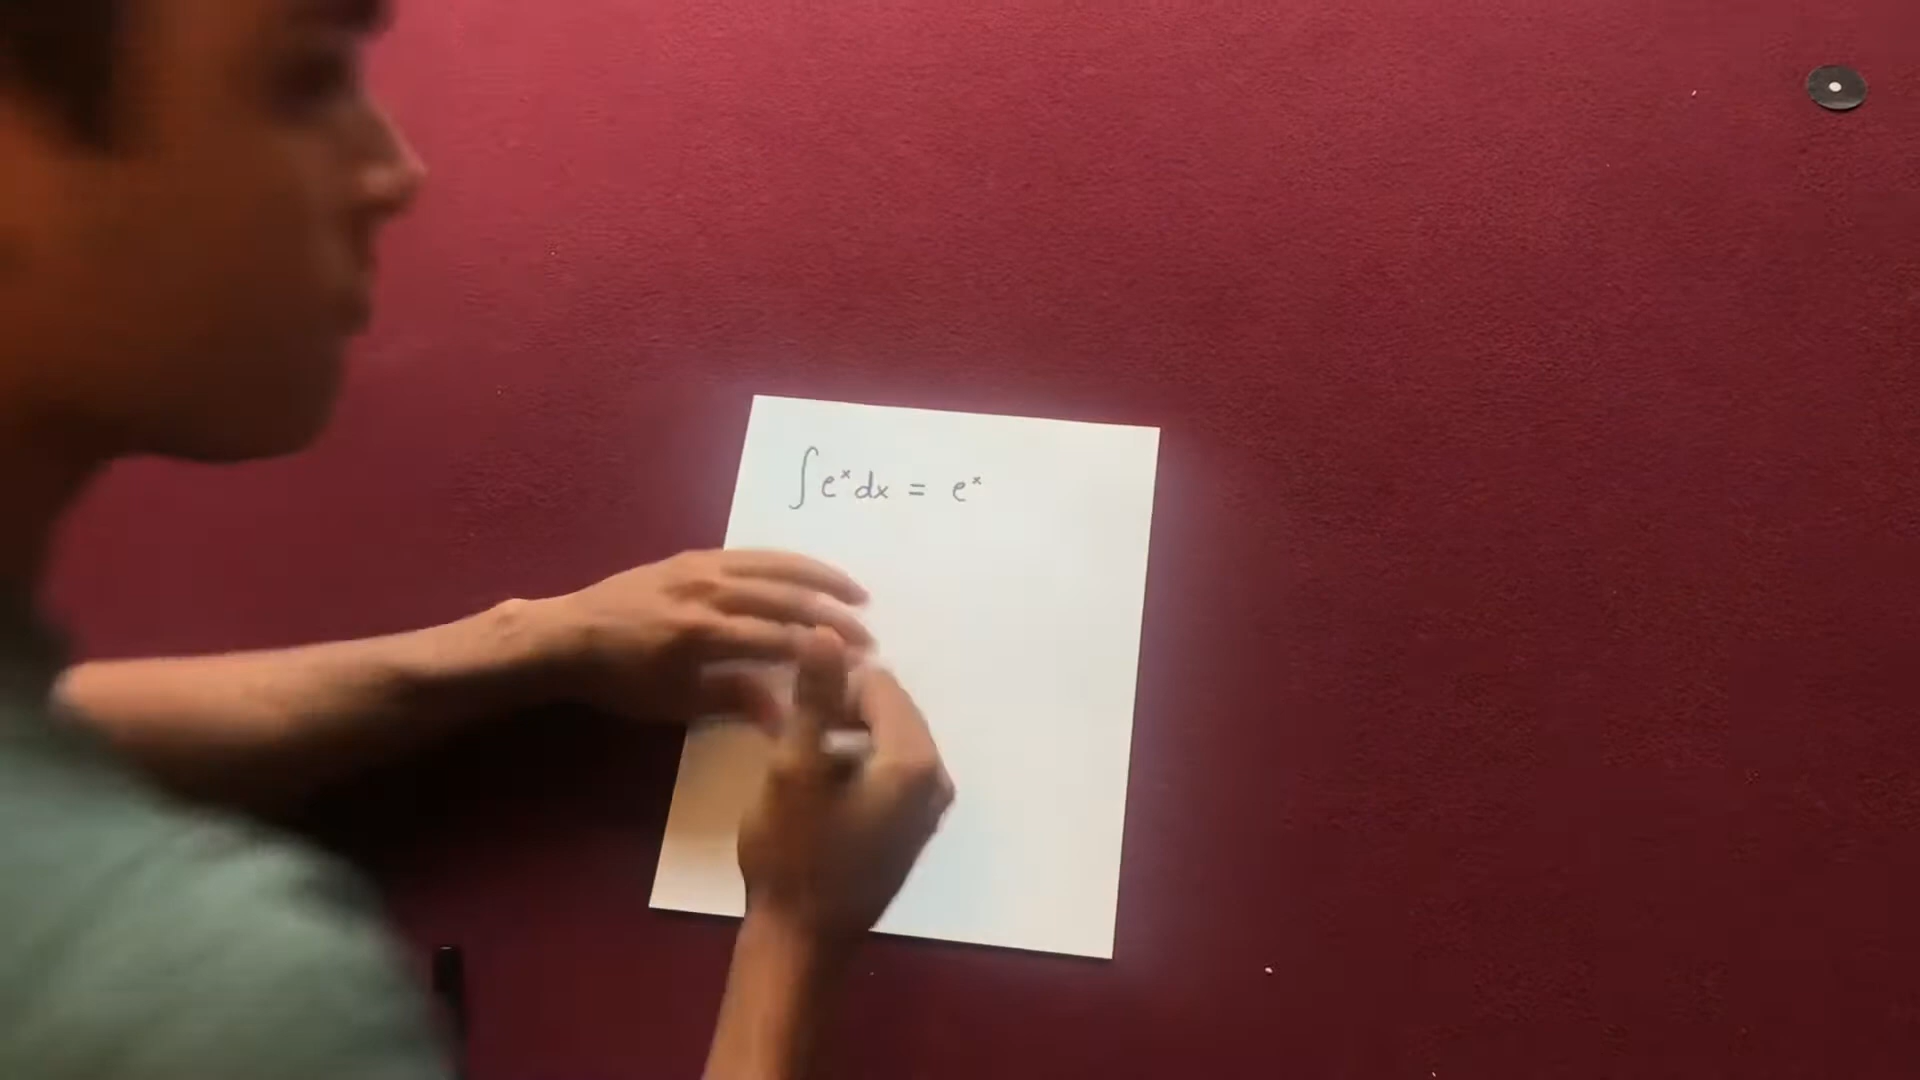 ∫eˣdx = eˣ